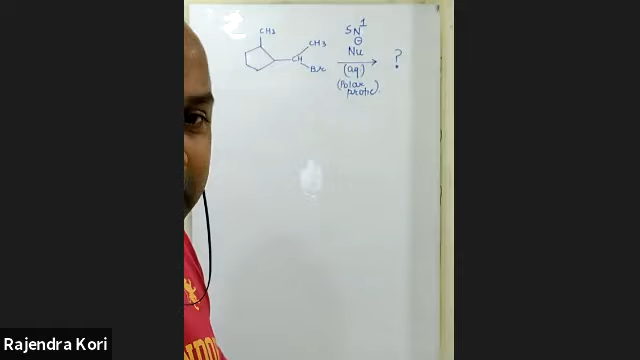 CH3
CH3
CH
Br
SN1
⊖
Nu
(aq)
(Polar
protic).
?
Rajendra Kori